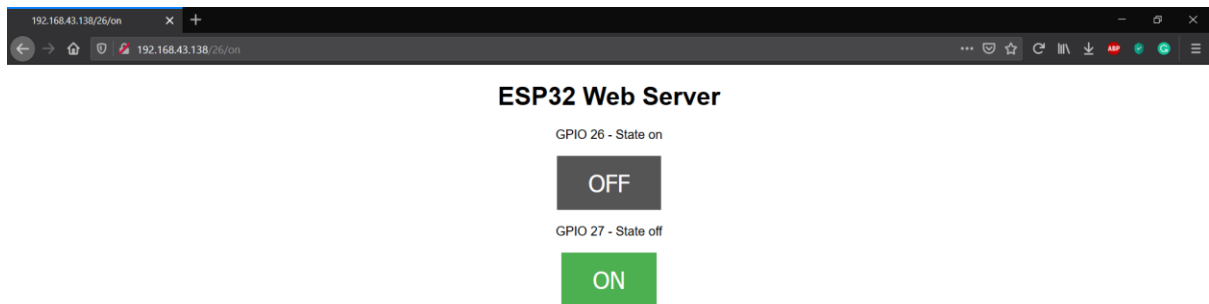 192.168.43.138/26/on
192.168.43.138/26/on
ABP
G
ESP32 Web Server
GPIO 26 - State on
OFF
GPIO 27 - State off
ON